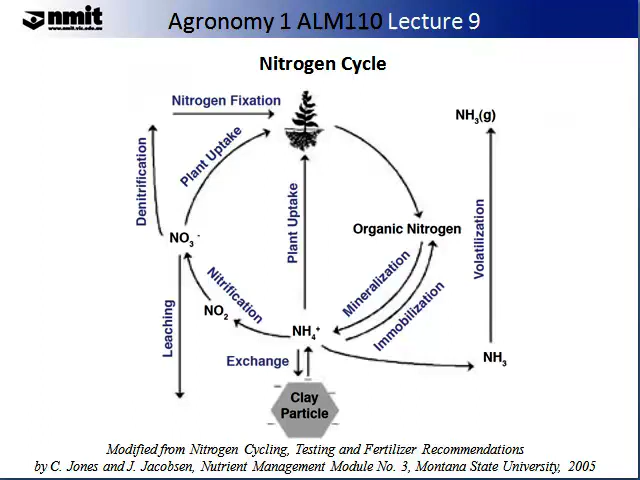 nmit
www.nmit.vic.edu.au
Agronomy 1 ALM110 Lecture 9
Nitrogen Cycle
Nitrogen Fixation
NH₃(g)
Denitrification
Plant Uptake
Plant Uptake
Organic Nitrogen
Volatilization
NO₃⁻
Mineralization
Immobilization
Nitrification
NO₂
Leaching
NH₄⁺
NH₃
Exchange
Clay
Particle
Modified from Nitrogen Cycling, Testing and Fertilizer Recommendations
by C. Jones and J. Jacobsen, Nutrient Management Module No. 3, Montana State University, 2005